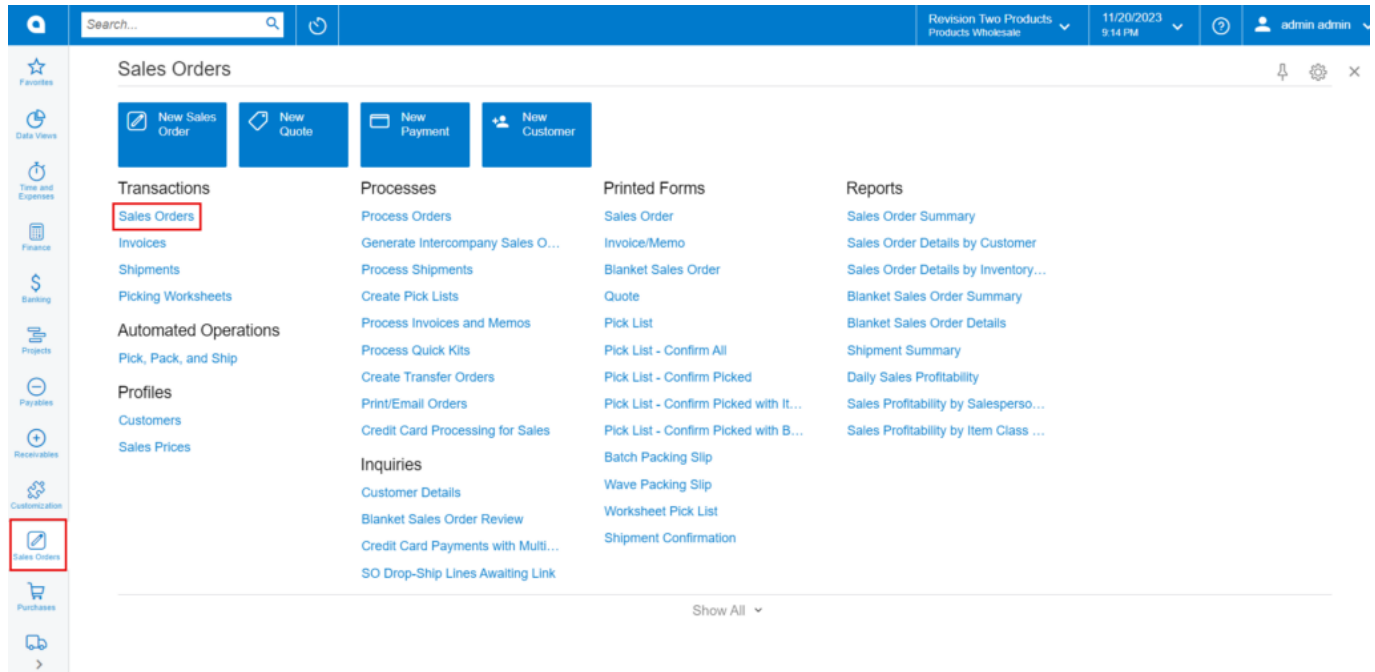 Search...
Revision Two Products
Products Wholesale
11/20/2023
9:14 PM
admin admin
Favorites
Data Views
Time and
Expenses
Finance
Banking
Projects
Payables
Receivables
Customization
Sales Orders
Purchases
Sales Orders
New Sales
Order
New
Quote
New
Payment
New
Customer
Transactions
Sales Orders
Invoices
Shipments
Picking Worksheets
Automated Operations
Pick, Pack, and Ship
Profiles
Customers
Sales Prices
Processes
Process Orders
Generate Intercompany Sales O...
Process Shipments
Create Pick Lists
Process Invoices and Memos
Process Quick Kits
Create Transfer Orders
Print/Email Orders
Credit Card Processing for Sales
Inquiries
Customer Details
Blanket Sales Order Review
Credit Card Payments with Multi...
SO Drop-Ship Lines Awaiting Link
Printed Forms
Sales Order
Invoice/Memo
Blanket Sales Order
Quote
Pick List
Pick List - Confirm All
Pick List - Confirm Picked
Pick List - Confirm Picked with It...
Pick List - Confirm Picked with B...
Batch Packing Slip
Wave Packing Slip
Worksheet Pick List
Shipment Confirmation
Reports
Sales Order Summary
Sales Order Details by Customer
Sales Order Details by Inventory...
Blanket Sales Order Summary
Blanket Sales Order Details
Shipment Summary
Daily Sales Profitability
Sales Profitability by Salesperso...
Sales Profitability by Item Class ...
Show All